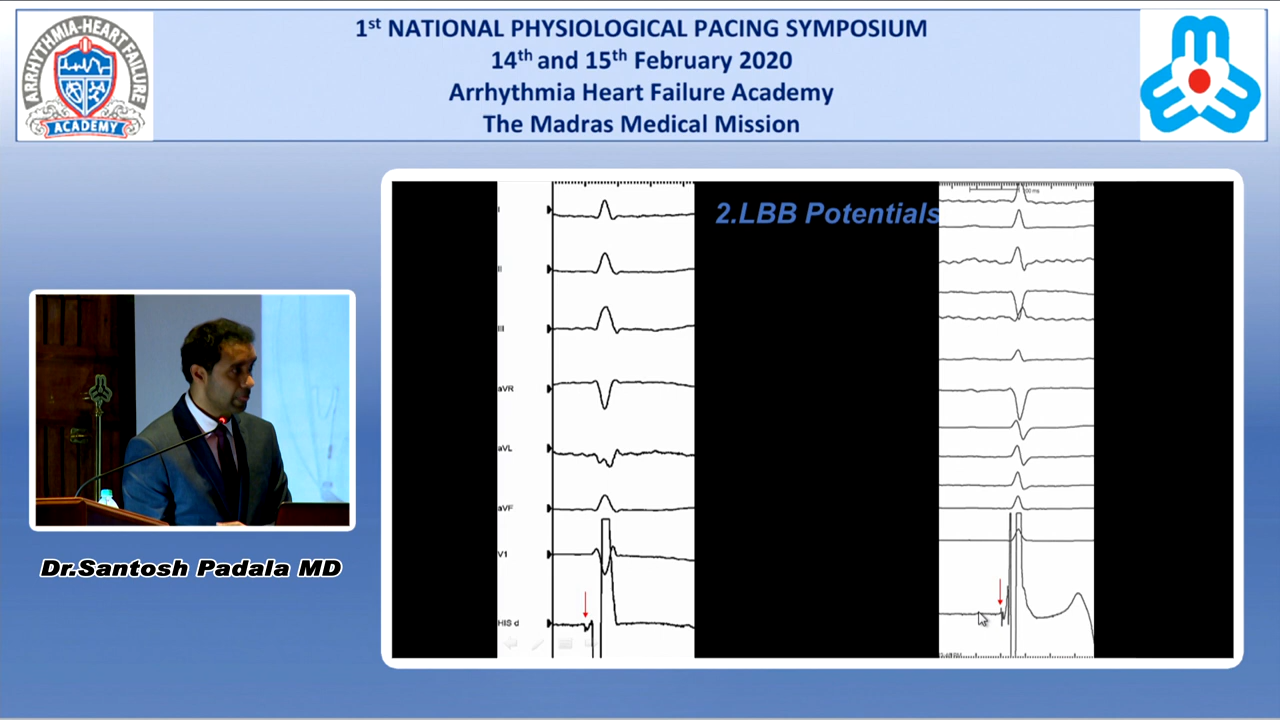 1st NATIONAL PHYSIOLOGICAL PACING SYMPOSIUM
14th and 15th February 2020
Arrhythmia Heart Failure Academy
The Madras Medical Mission
ARRHYTHMIA-HEART FAILURE
ACADEMY
2.LBB Potentials
I
II
III
aVR
aVL
aVF
V1
HIS d
Dr.Santosh Padala MD